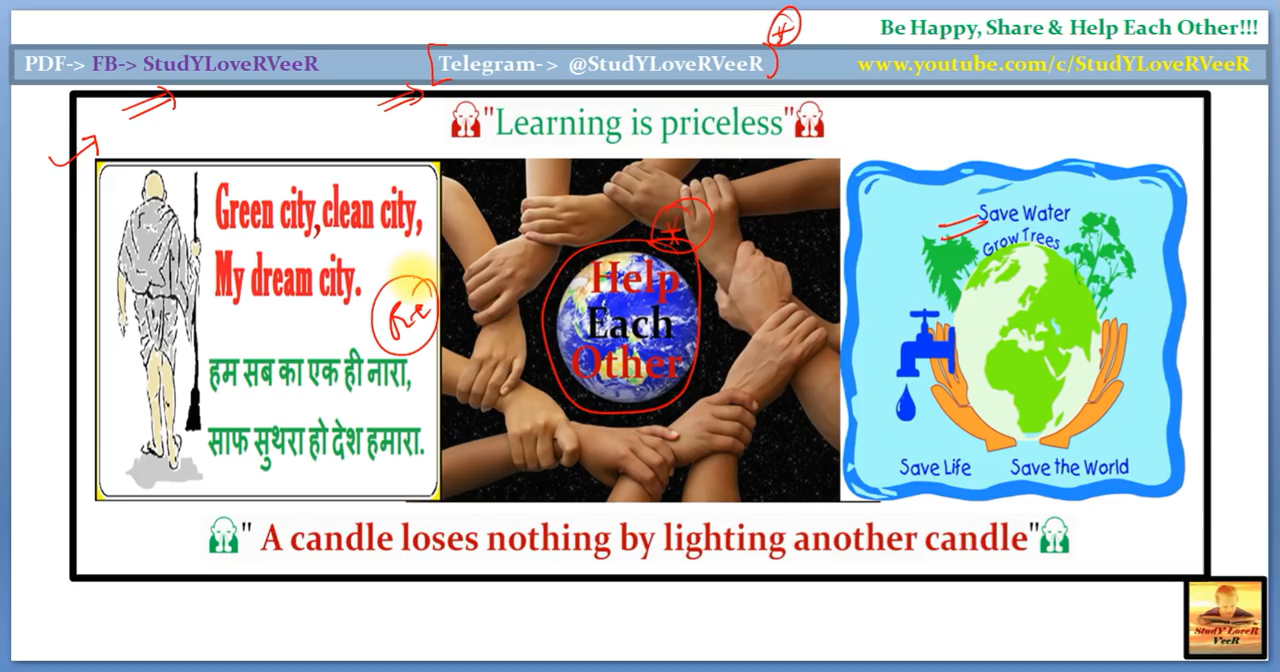 Be Happy, Share & Help Each Other!!!
PDF-> FB-> StudYLoveRVeeR Telegram-> @StudYLoveRVeeR www.youtube.com/c/StudYLoveRVeeR
"Learning is priceless"
Green city, clean city,
My dream city.
हम सब का एक ही नारा,
साफ सुथरा हो देश हमारा.
Help
Each
Other
Save Water
Grow Trees
Save Life Save the World
" A candle loses nothing by lighting another candle"
StudY LoveR
VeeR